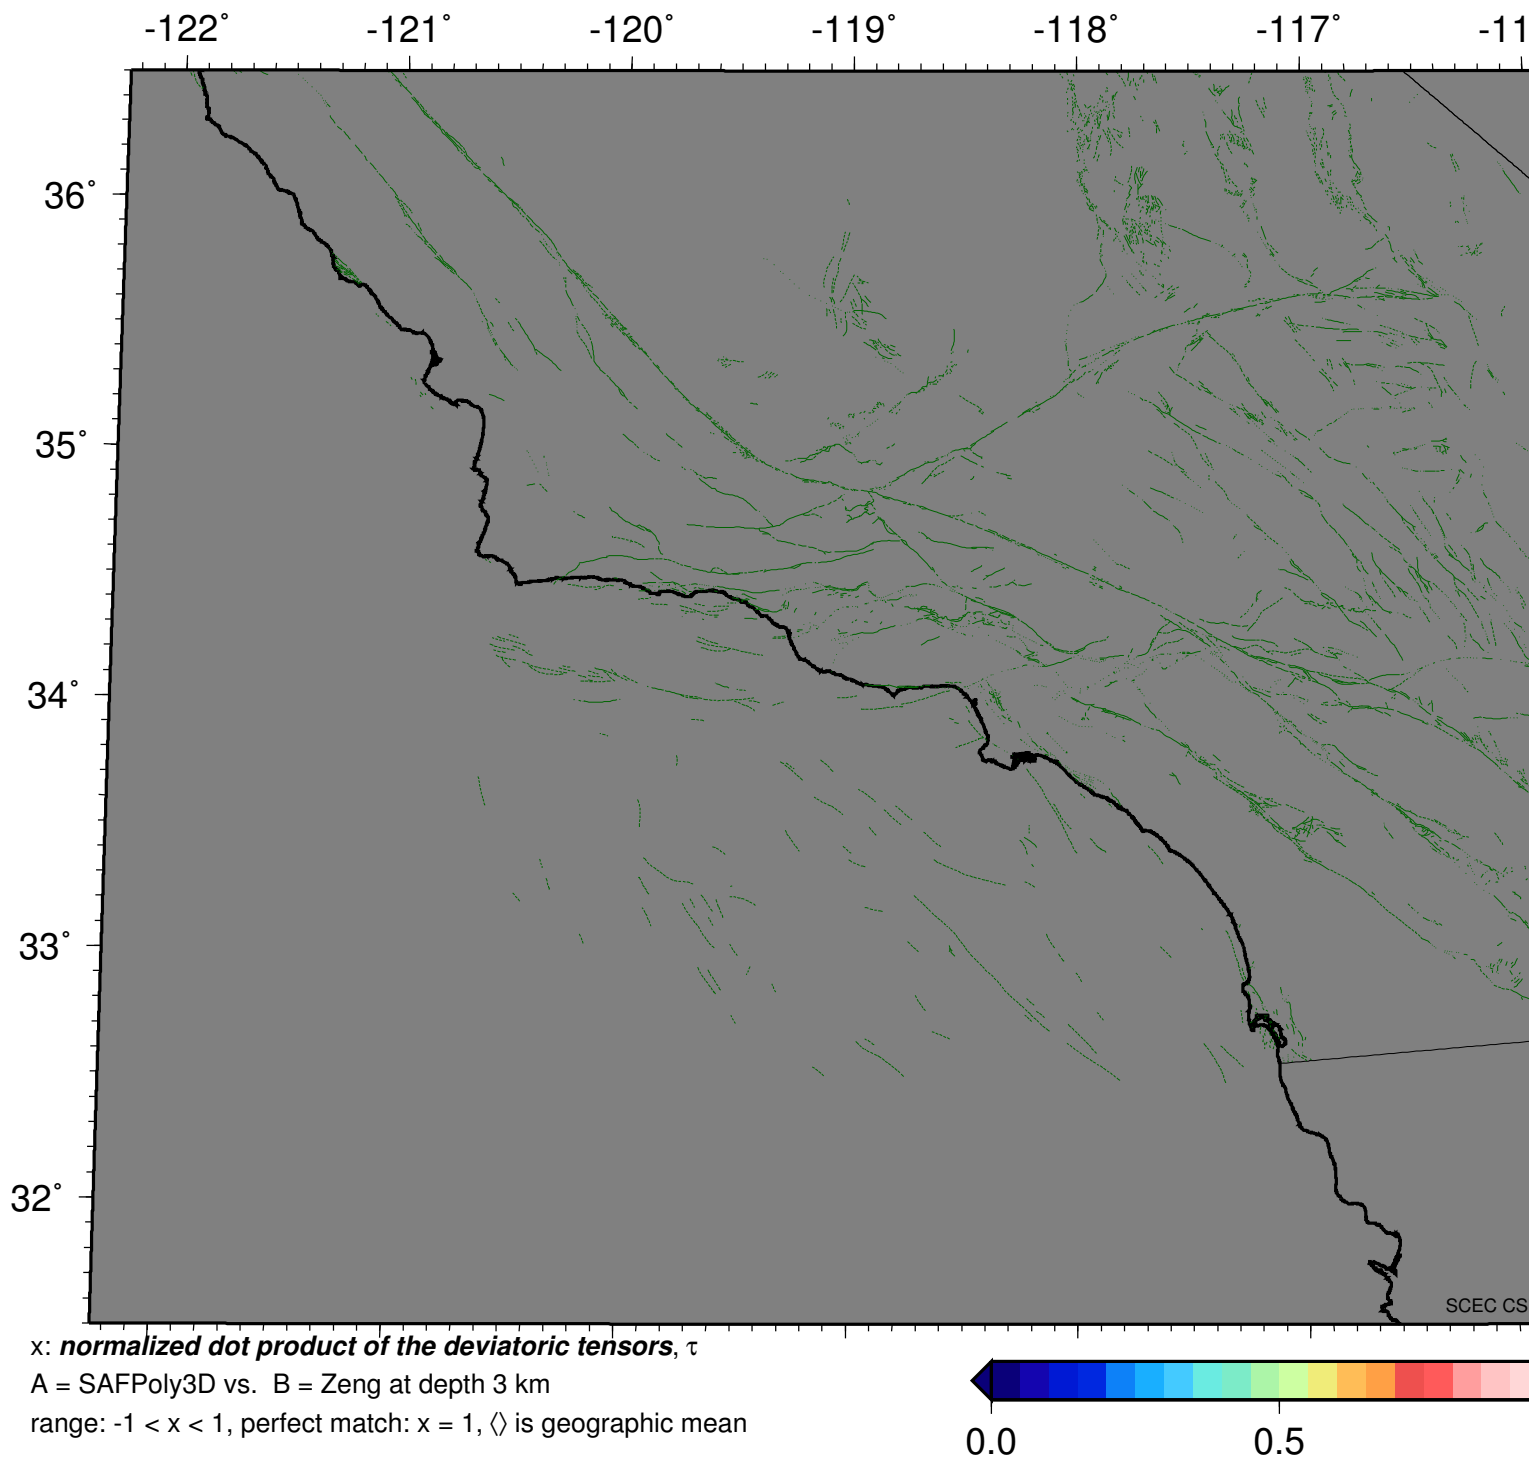 -122° -121° -120° -119° -118° -117° -11
36°
35°
34°
33°
32°
SCEC CS
x: normalized dot product of the deviatoric tensors, τ
A = SAFPoly3D vs. B = Zeng at depth 3 km
range: -1 < x < 1, perfect match: x = 1, ⟨⟩ is geographic mean
0.0 0.5